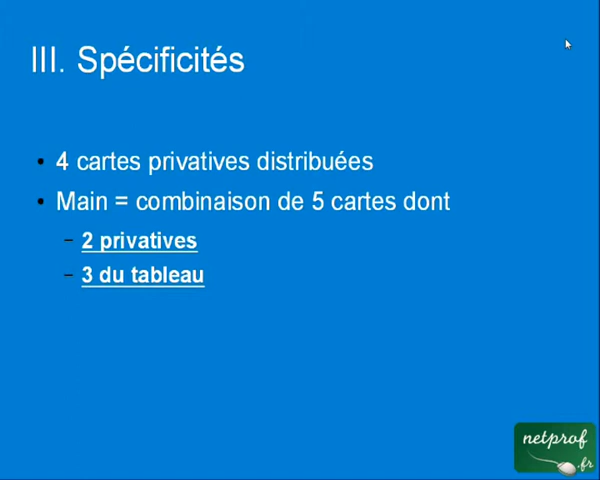 III. Spécificités
• 4 cartes privatives distribuées
• Main = combinaison de 5 cartes dont
– 2 privatives
– 3 du tableau
netprof
.fr